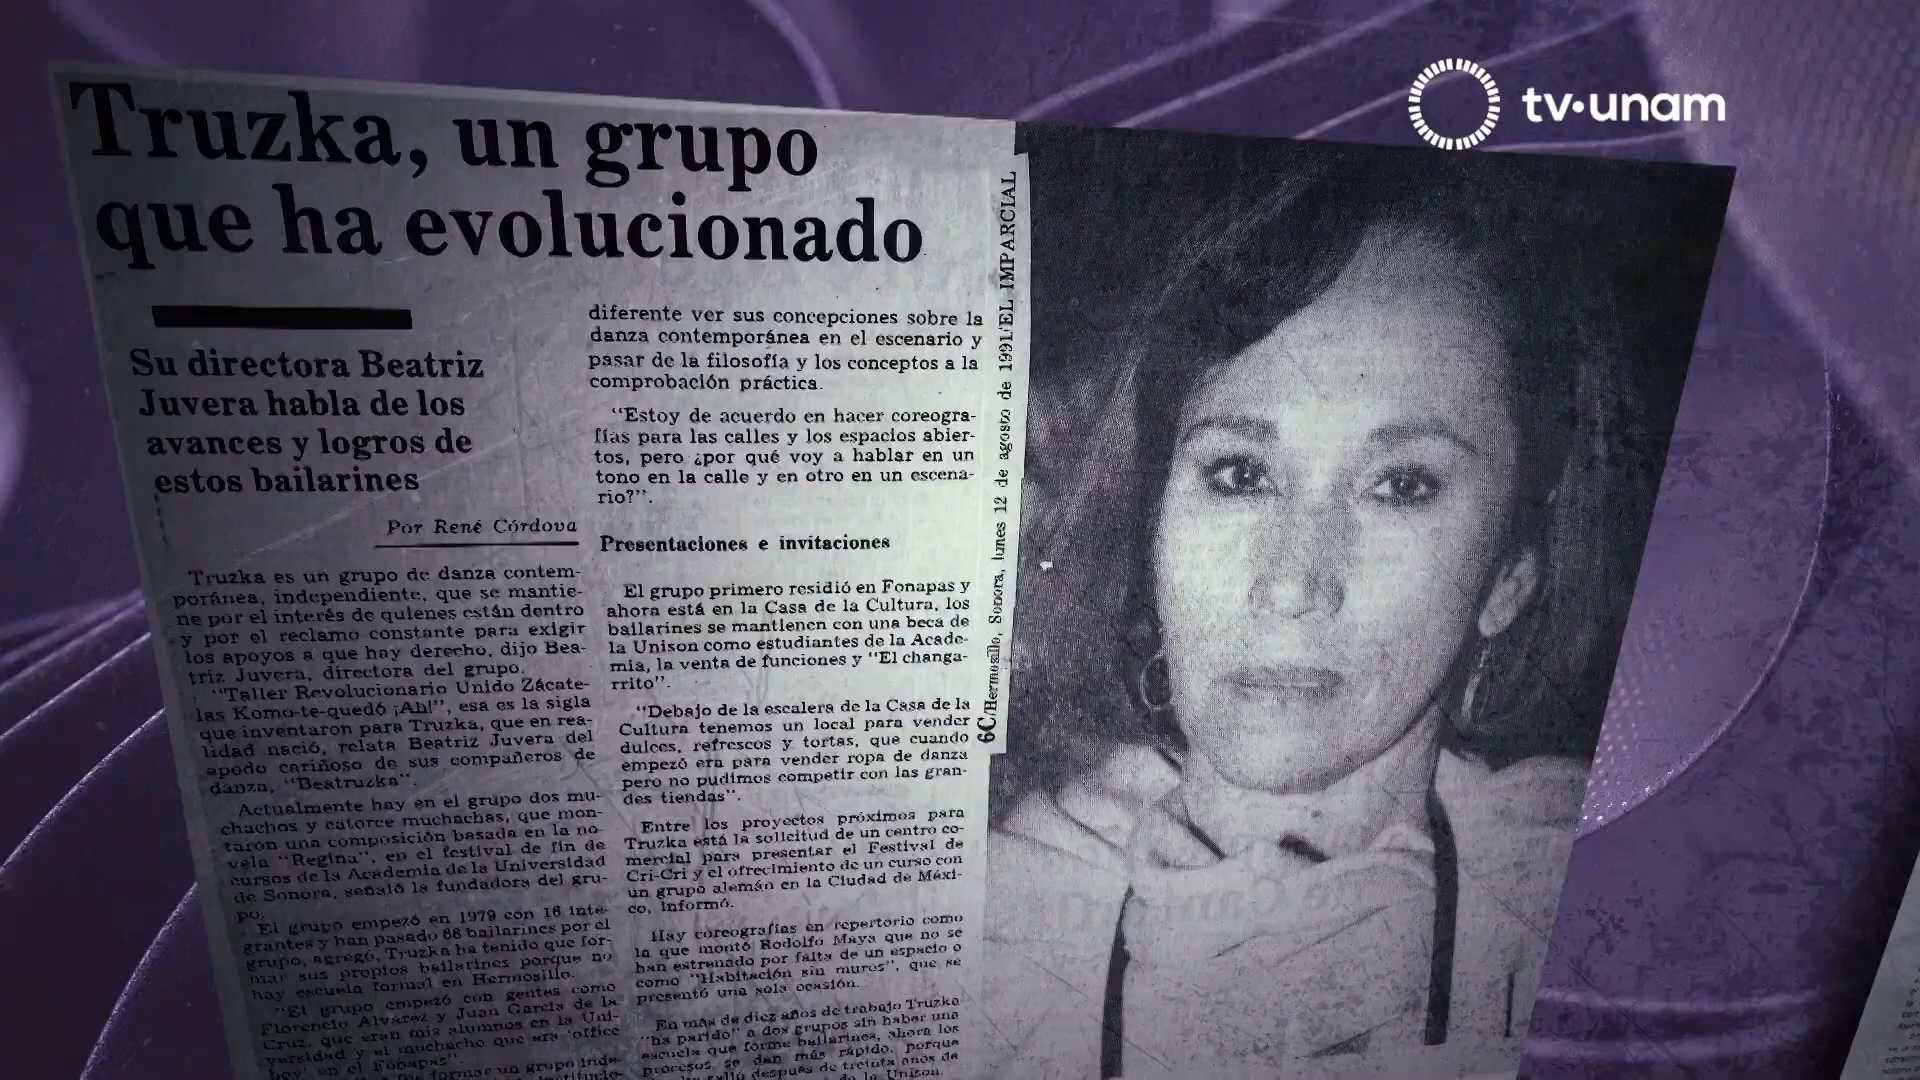 tv·unam
Truzka, un grupo
que ha evolucionado
Su directora Beatriz
Juvera habla de los
avances y logros de
estos bailarines
Por René Córdova
Truzka es un grupo de danza contem-
poránea, independiente, que se mantie-
ne por el interés de quienes están dentro
y por el reclamo constante para exigir
los apoyos a que hay derecho, dijo Bea-
triz Juvera, directora del grupo.
"Taller Revolucionario Unido Zácate-
las Komo-te-quedó ¡Ah!", esa es la sigla
que inventaron para Truzka, que en rea-
lidad nació, relata Beatriz Juvera del
apodo cariñoso de sus compañeros de
danza, "Beatruzka".
Actualmente hay en el grupo dos mu-
chachos y catorce muchachas, que mon-
taron una composición basada en la no-
vela "Regina", en el festival de fin de
cursos de la Academia de la Universidad
de Sonora, señaló la fundadora del gru-
po.
El grupo empezó en 1979 con 16 inte-
grantes y han pasado 68 bailarines por el
grupo, agregó, Truzka ha tenido que for-
mar sus propios bailarines porque no
hay escuela formal en Hermosillo.
"El grupo empezó con gentes como
Florencio Alvarez y Juan García de la
Cruz, que eran mis alumnos en la Uni-
versidad y el muchacho que era 'office
boy' en el Fonapas".
formar un grupo inde-
diferente ver sus concepciones sobre la
danza contemporánea en el escenario y
pasar de la filosofía y los conceptos a la
comprobación práctica.
"Estoy de acuerdo en hacer coreogra-
fías para las calles y los espacios abier-
tos, pero ¿por qué voy a hablar en un
tono en la calle y en otro en un escena-
rio?".
Presentaciones e invitaciones
El grupo primero residió en Fonapas y
ahora está en la Casa de la Cultura, los
bailarines se mantienen con una beca de
la Unison como estudiantes de la Acade-
mia, la venta de funciones y "El changa-
rrito".
"Debajo de la escalera de la Casa de la
Cultura tenemos un local para vender
dulces, refrescos y tortas, que cuando
empezó era para vender ropa de danza
pero no pudimos competir con las gran-
des tiendas".
Entre los proyectos próximos para
Truzka está la solicitud de un centro co-
mercial para presentar el Festival de
Cri-Cri y el ofrecimiento de un curso con
un grupo alemán en la Ciudad de Méxi-
co, informó.
Hay coreografías en repertorio como
la que montó Rodolfo Maya que no se
han estrenado por falta de un espacio o
como "Habitación sin muros", que se
presentó una sola ocasión.
En más de diez años de trabajo Truzka
"ha parido" a dos grupos sin haber una
escuela que forme bailarines, ahora los
procesos se dan más rápido, porque
después de treinta años de
la Unison
6C/Hermosillo, Sonora, lunes 12 de agosto de 1991/EL IMPARCIAL